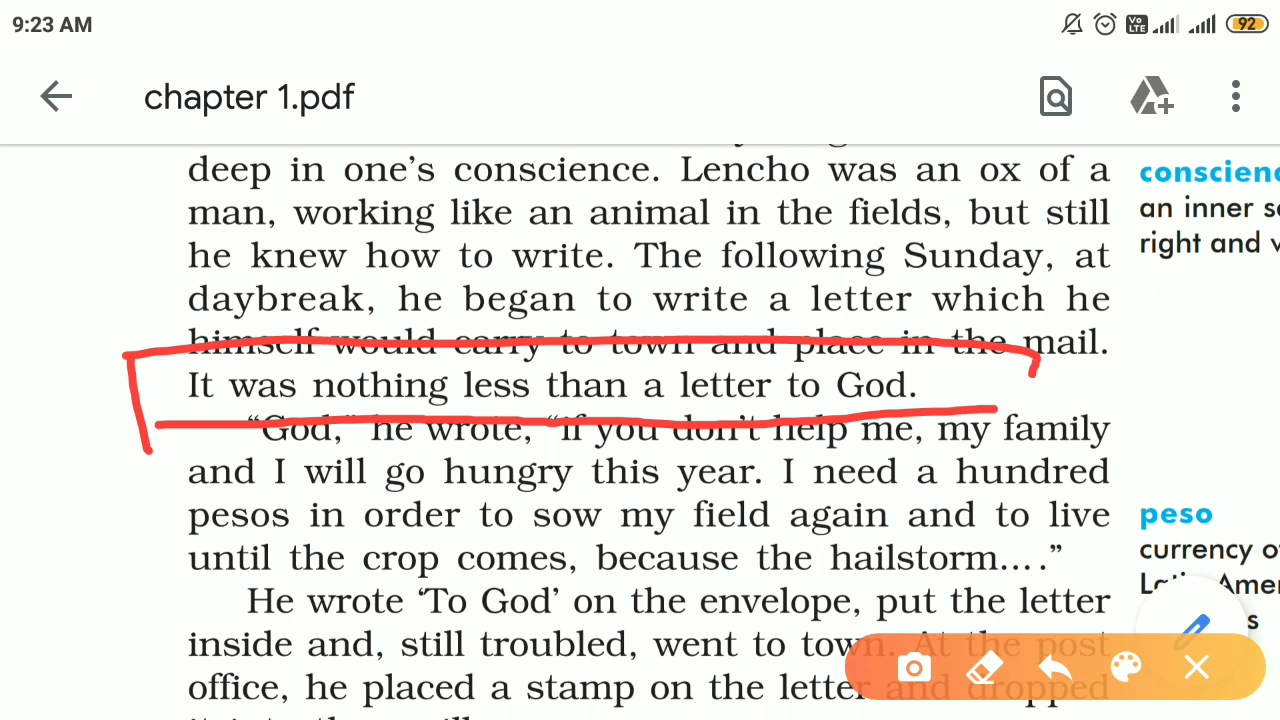 9:23 AM
Vo LTE
92
chapter 1.pdf
deep in one's conscience. Lencho was an ox of a
man, working like an animal in the fields, but still
he knew how to write. The following Sunday, at
daybreak, he began to write a letter which he
himself would carry to town and place in the mail.
It was nothing less than a letter to God.
"God," he wrote, "if you don't help me, my family
and I will go hungry this year. I need a hundred
pesos in order to sow my field again and to live
until the crop comes, because the hailstorm...."
He wrote 'To God' on the envelope, put the letter
inside and, still troubled, went to town. At the post
office, he placed a stamp on the letter and dropped
conscienc
an inner s
right and
peso
currency o